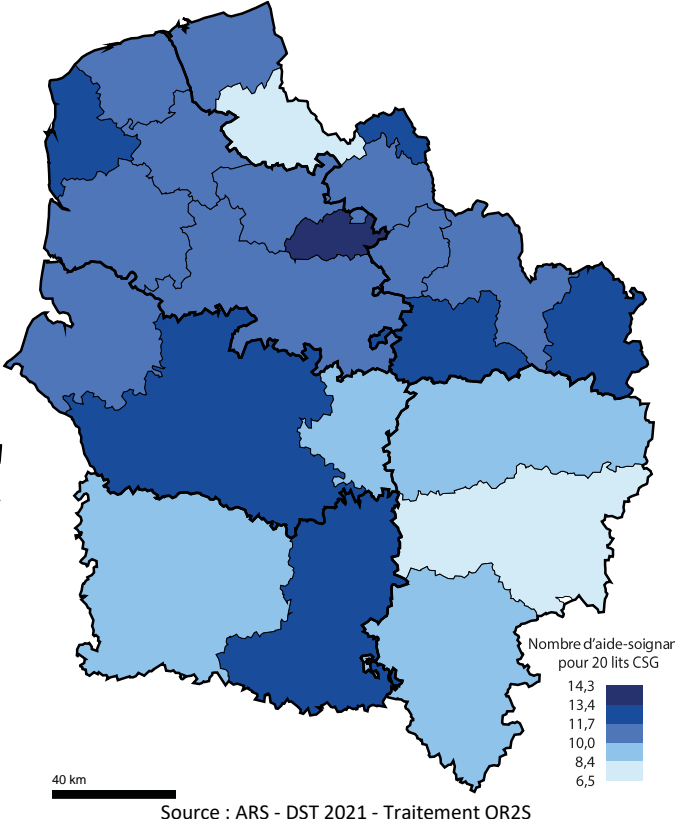 Nombre d'aide-soignan
pour 20 lits CSG
14,3
13,4
11,7
10,0
8,4
6,5
40 km
Source : ARS - DST 2021 - Traitement OR2S